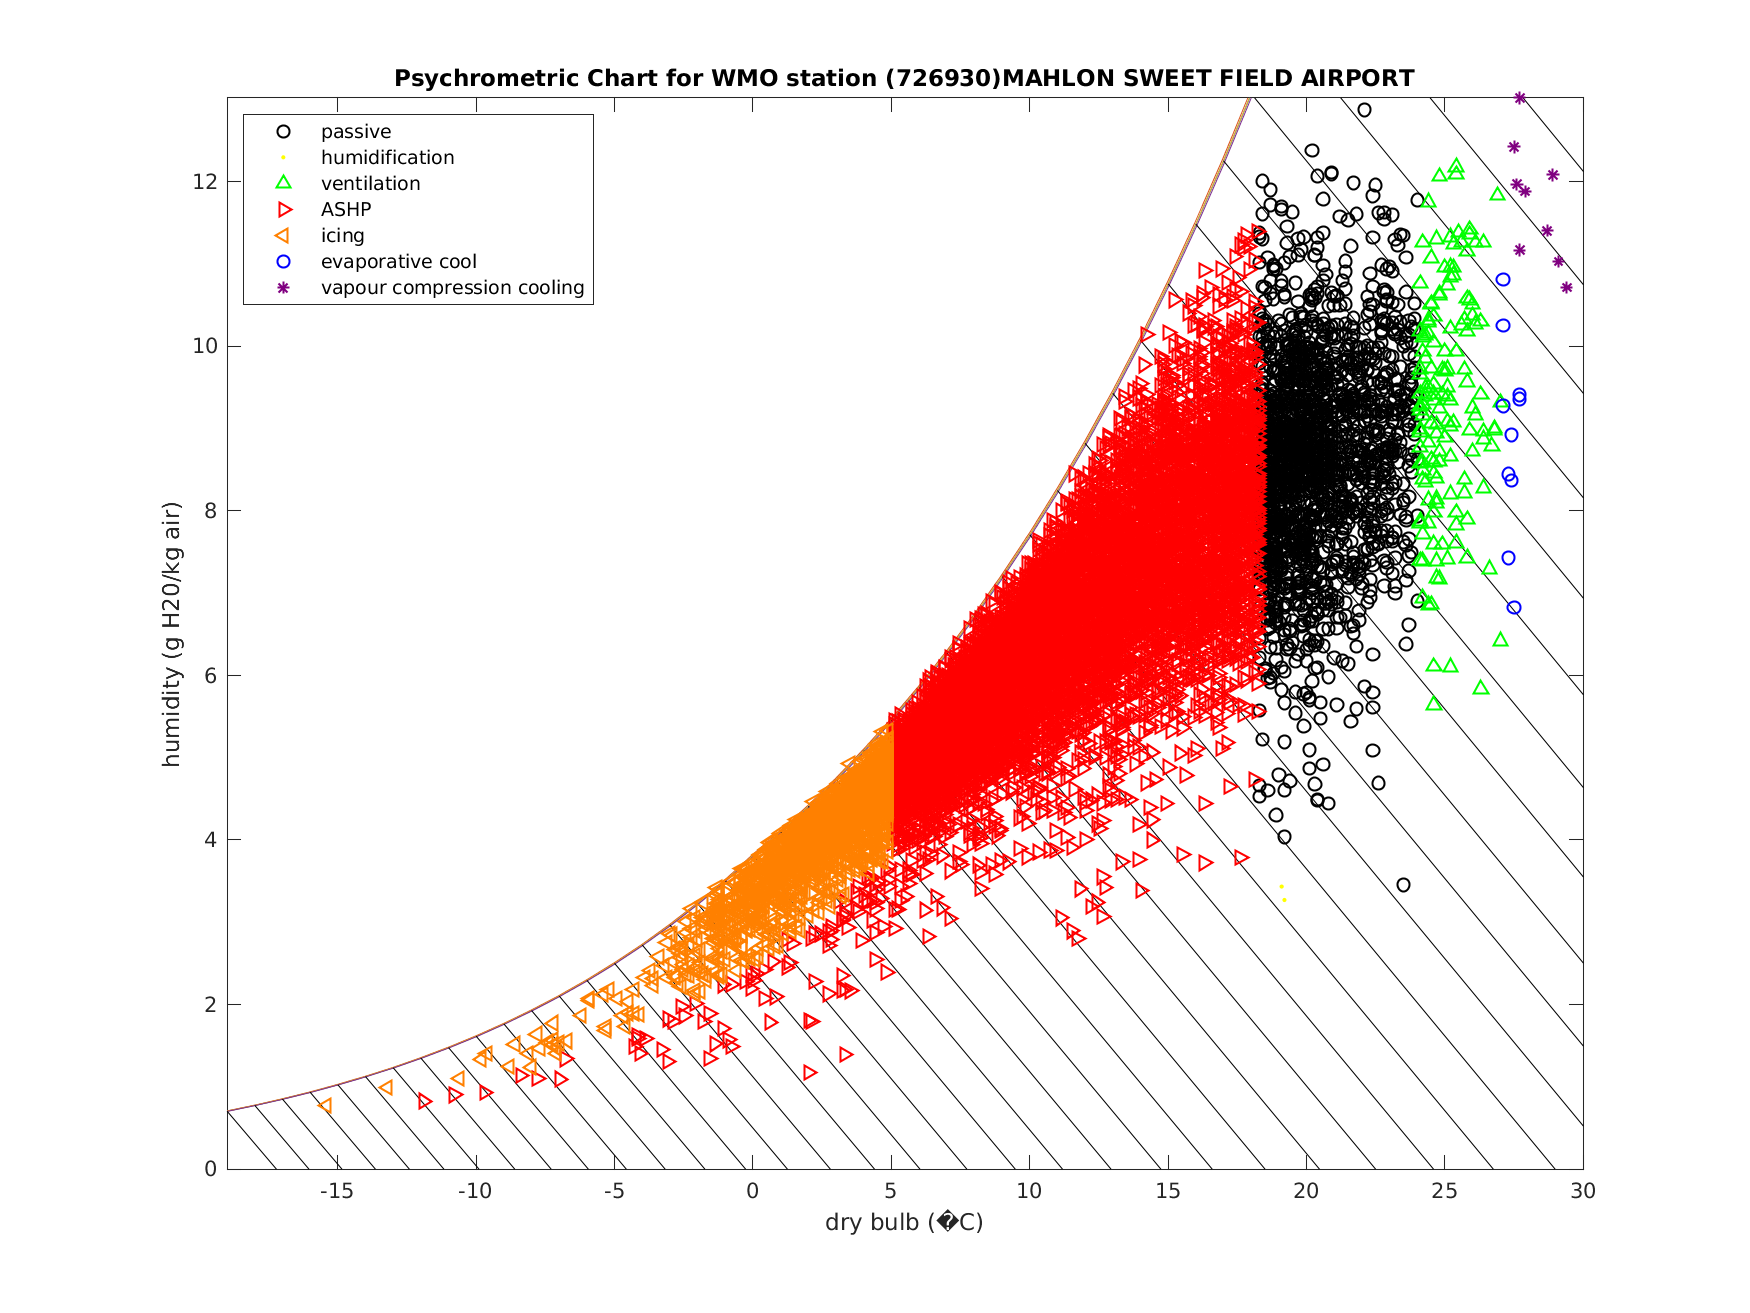 Psychrometric Chart for WMO station (726930)MAHLON SWEET FIELD AIRPORT
passive
humidification
ventilation
ASHP
icing
evaporative cool
vapour compression cooling
12
10
8
6
4
2
0
humidity (g H20/kg air)
-15 -10 -5 0 5 10 15 20 25 30
dry bulb (�C)